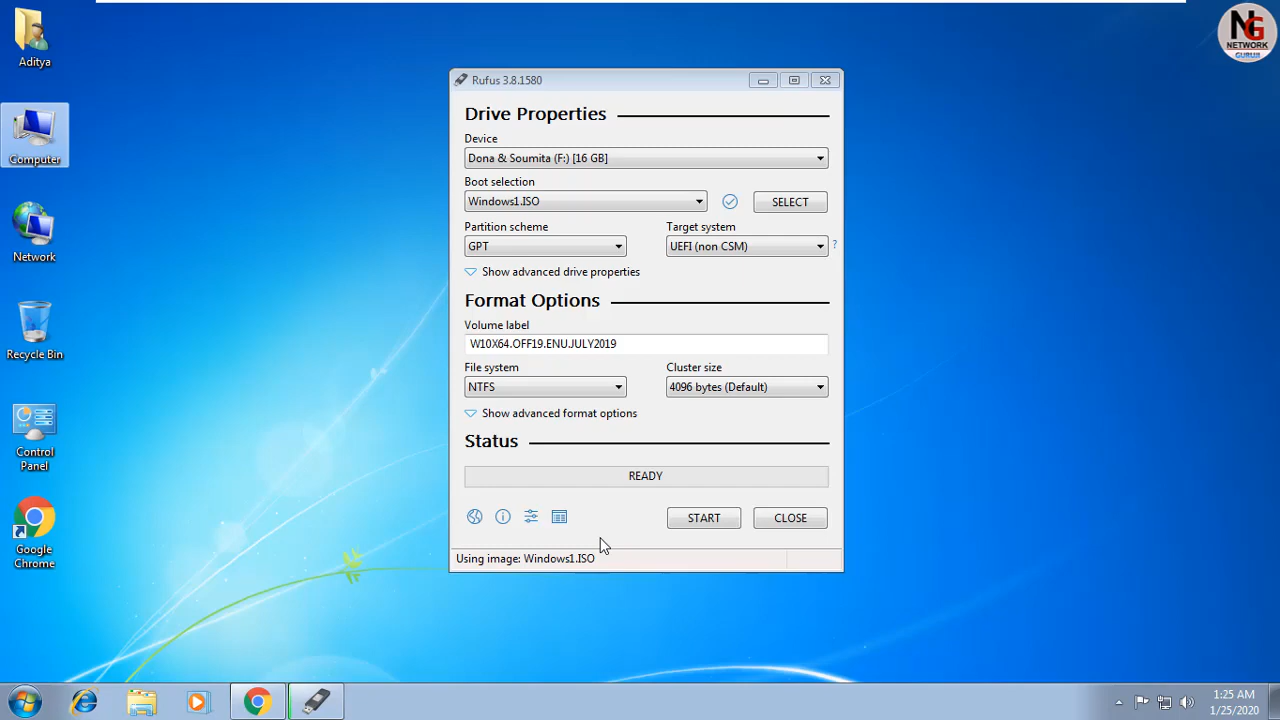 Aditya
Computer
Network
Recycle Bin
Control
Panel
Google
Chrome
NG
NETWORK
GURUJI
Rufus 3.8.1580
Drive Properties
Device
Dona & Soumita (F:) [16 GB]
Boot selection
Windows1.ISO
SELECT
Partition scheme
Target system
GPT
UEFI (non CSM)
?
Show advanced drive properties
Format Options
Volume label
W10X64.OFF19.ENU.JULY2019
File system
Cluster size
NTFS
4096 bytes (Default)
Show advanced format options
Status
READY
START
CLOSE
Using image: Windows1.ISO
1:25 AM
1/25/2020